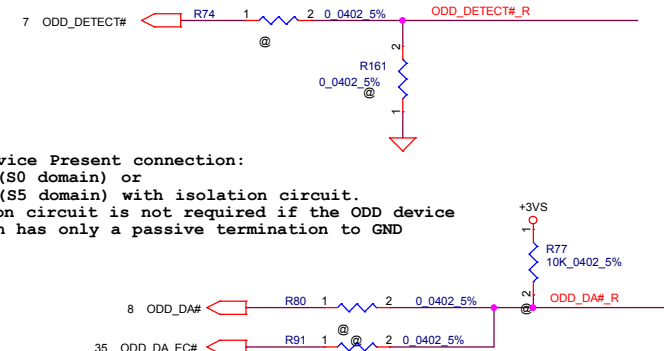 7 ODD_DETECT# R74 1 2 0_0402_5% ODD_DETECT#_R
@
2
R161
0_0402_5%
@
1
vice Present connection:
(S0 domain) or
(S5 domain) with isolation circuit.
on circuit is not required if the ODD device
n has only a passive termination to GND
+3VS
1
R77
10K_0402_5%
2
@
8 ODD_DA# R80 1 2 0_0402_5% ODD_DA#_R
@
35 ODD_DA_EC# R91 1 @ 2 0_0402_5%